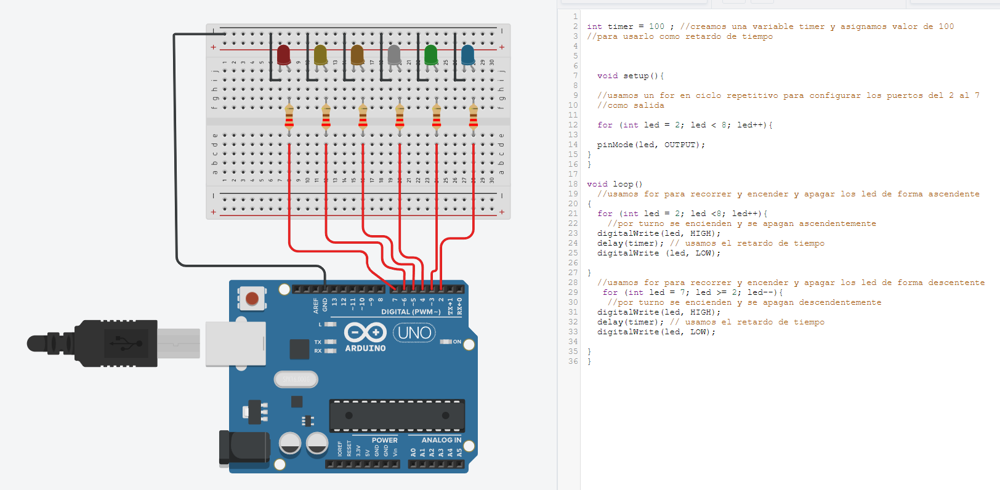 1 2 3 4 5 6 7 8 9 10 11 12 13 14 15 16 17 18 19 20 21 22 23 24 25 26 27 28 29 30 31 32 33 34 35 36
int timer = 100 ; //creamos una variable timer y asignamos valor de 100
//para usarlo como retardo de tiempo
void setup(){
//usamos un for en ciclo repetitivo para configurar los puertos del 2 al 7
//como salida
for (int led = 2; led < 8; led++){
pinMode(led, OUTPUT);
}
}
void loop()
//usamos for para recorrer y encender y apagar los led de forma ascendente
{
for (int led = 2; led <8; led++){
//por turno se encienden y se apagan ascendentemente
digitalWrite(led, HIGH);
delay(timer); // usamos el retardo de tiempo
digitalWrite (led, LOW);
}
//usamos for para recorrer y encender y apagar los led de forma descentente
for (int led = 7; led >= 2; led--){
//por turno se encienden y se apagan descendentemente
digitalWrite(led, HIGH);
delay(timer); // usamos el retardo de tiempo
digitalWrite(led, LOW);
}
}
j i h g f
e d c b a
AREF GND 13 12 ~11 ~10 ~9 8 7 ~6 ~5 4 ~3 2 TX→1 RX←0
DIGITAL (PWM~)
L
TX
RX
ARDUINO
UNO
ON
POWER
ANALOG IN
IOREF RESET 3.3V 5V GND GND Vin A0 A1 A2 A3 A4 A5